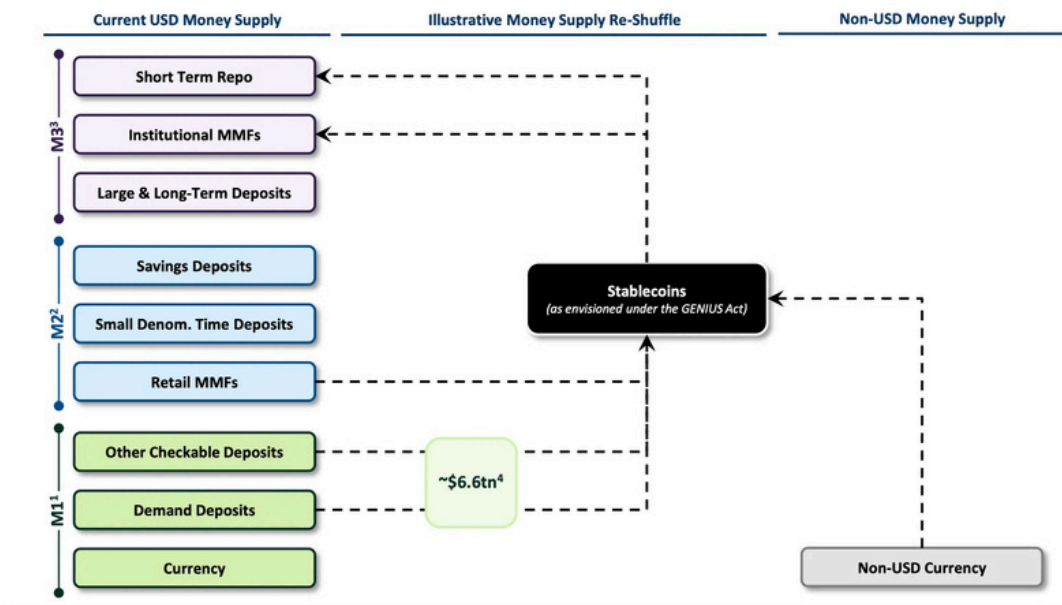 Current USD Money Supply
Illustrative Money Supply Re-Shuffle
Non-USD Money Supply
M3³
Short Term Repo
Institutional MMFs
Large & Long-Term Deposits
M2²
Savings Deposits
Small Denom. Time Deposits
Retail MMFs
M1¹
Other Checkable Deposits
Demand Deposits
Currency
~$6.6tn⁴
Stablecoins
(as envisioned under the GENIUS Act)
Non-USD Currency